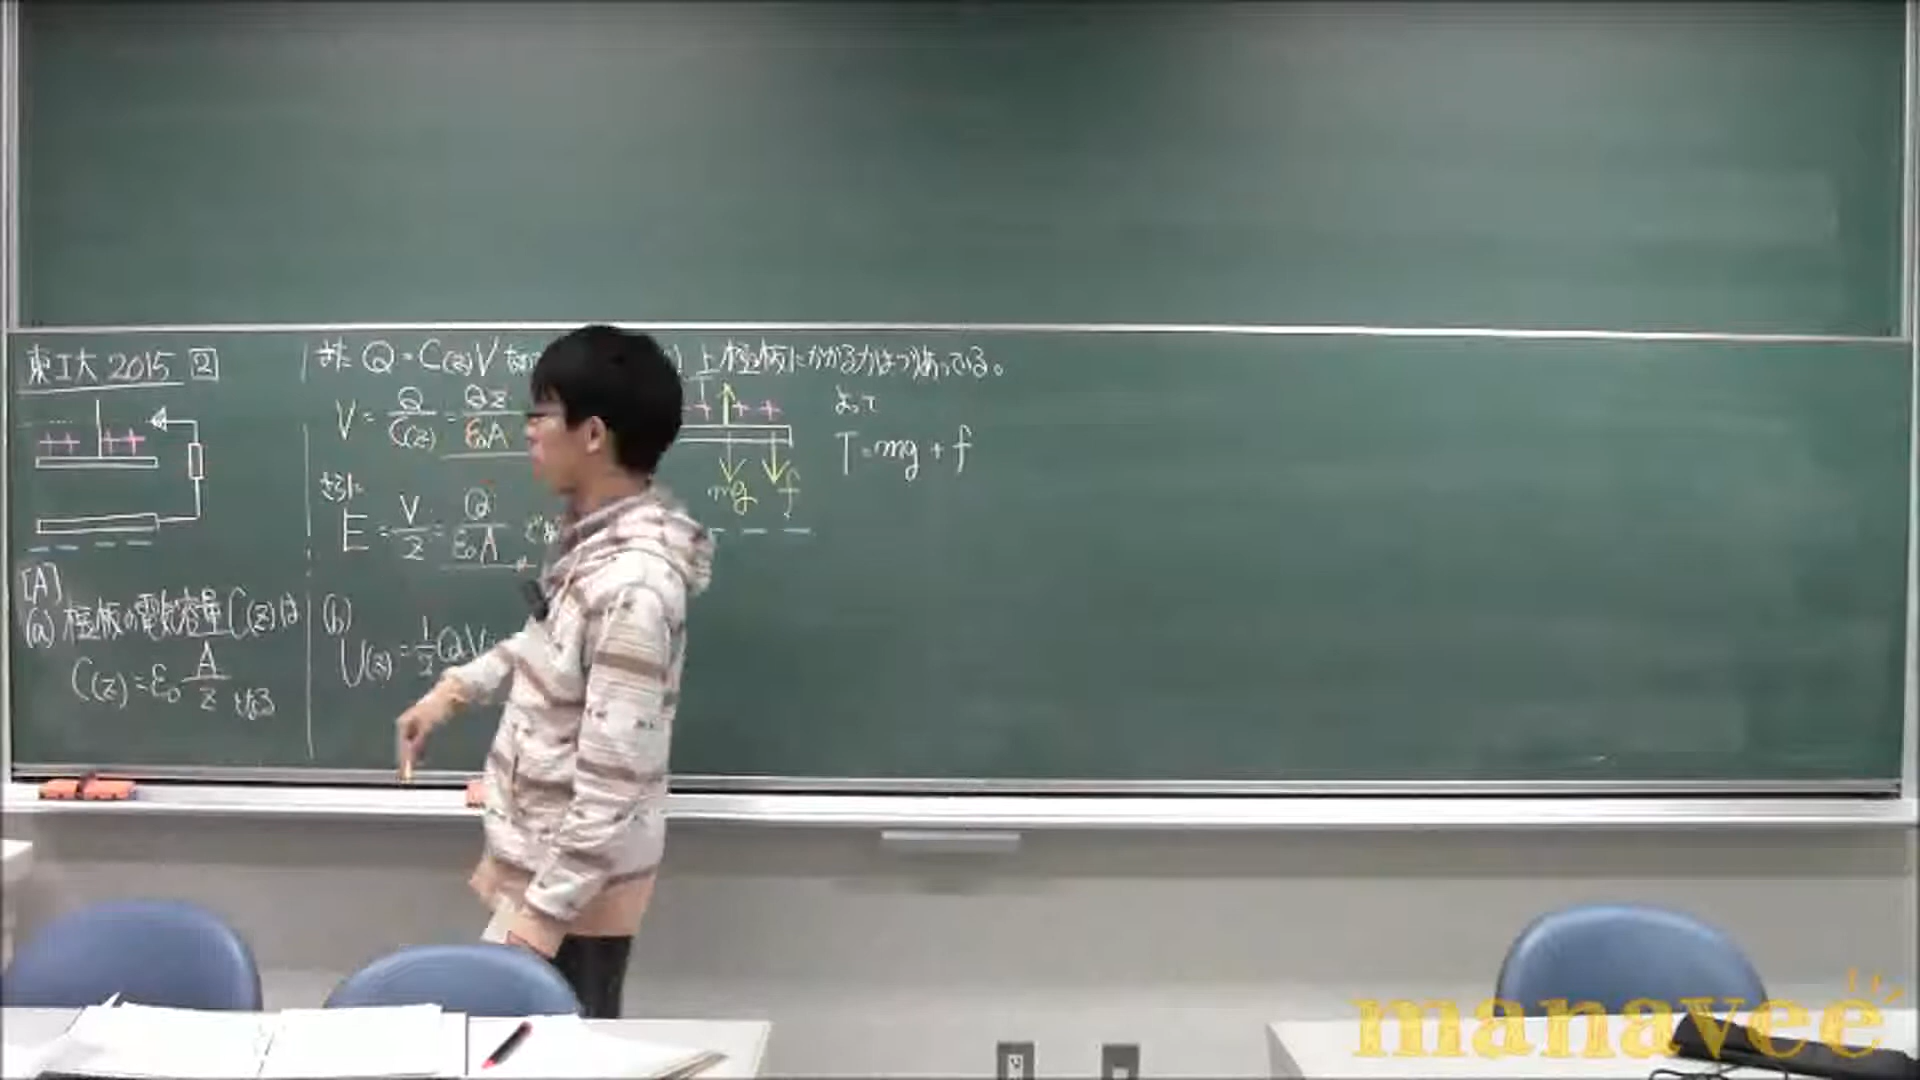 東工大 2015 [2]
[A]
(a) 極板の電気容量 C(z)は
C(z)=ε₀ A/z となる
また Q=C(z)V
V = Q/C(z) = Qz/ε₀A
さらに
E = V/z = Q/ε₀A
(b)
U(z) = 1/2 QV
上極板にかかる力はつりあっている。
T
mg f
よって
T=mg+f
manavee